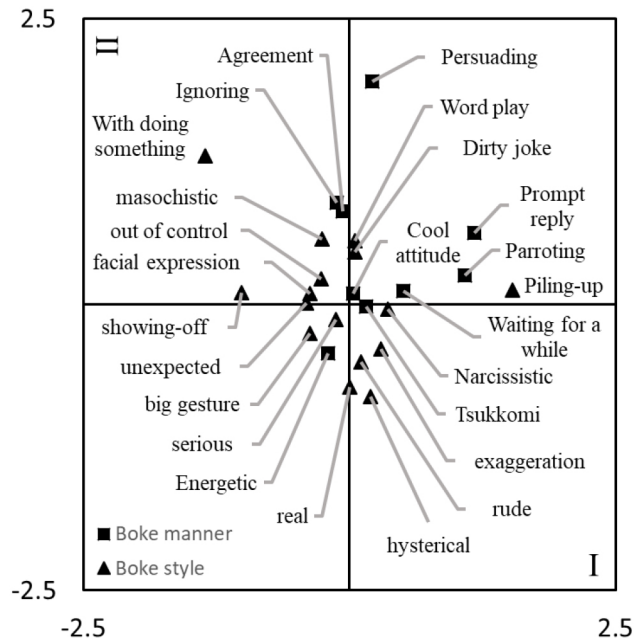 2.5
II
Agreement
Persuading
Ignoring
Word play
With doing
something
Dirty joke
masochistic
Prompt
reply
out of control
Cool
attitude
Parroting
facial expression
Piling-up
showing-off
Waiting for a
while
unexpected
Narcissistic
big gesture
Tsukkomi
serious
exaggeration
Energetic
rude
real
hysterical
Boke manner
Boke style
I
-2.5
-2.5
2.5